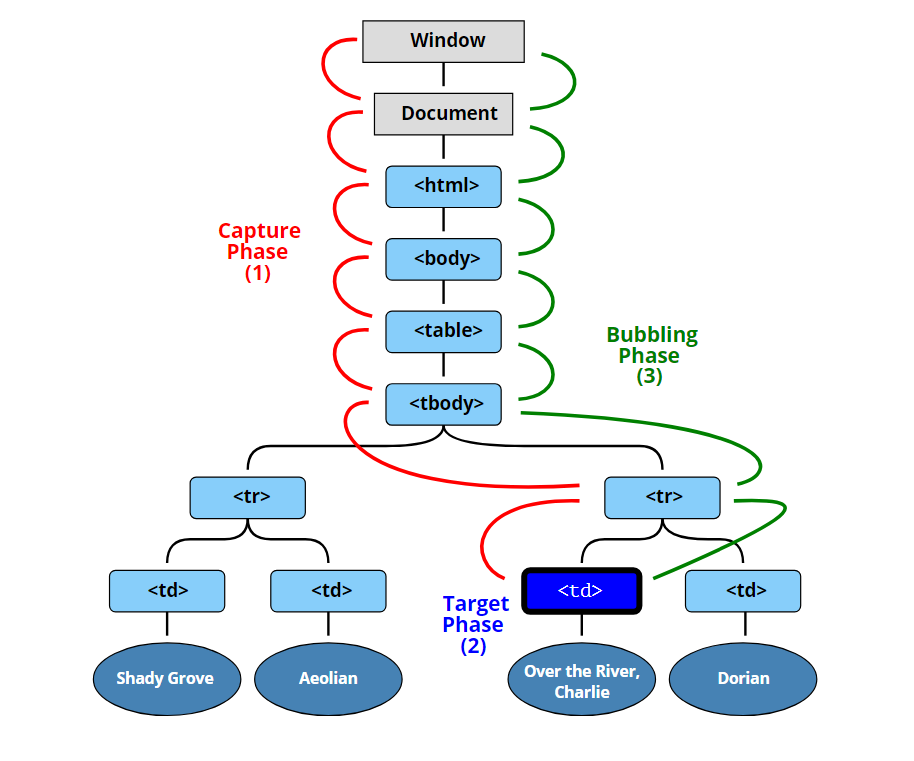 Window
Document
<html>
<body>
<table>
<tbody>
Capture
Phase
(1)
Bubbling
Phase
(3)
<tr>
<tr>
<td>
<td>
<td>
<td>
Target
Phase
(2)
Shady Grove
Aeolian
Over the River,
Charlie
Dorian